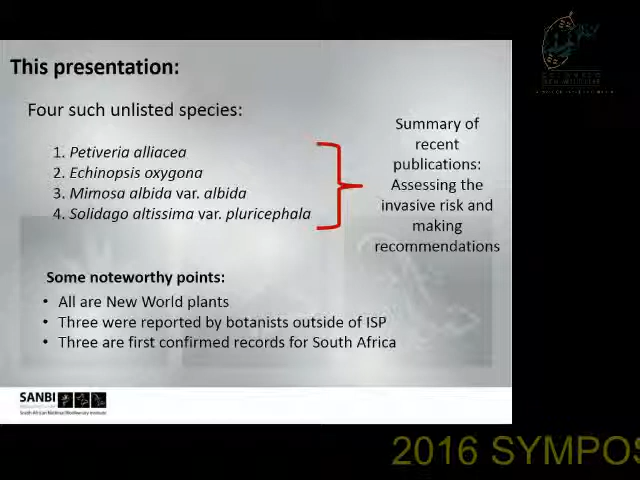 This presentation:
Four such unlisted species:
1. Petiveria alliacea
2. Echinopsis oxygona
3. Mimosa albida var. albida
4. Solidago altissima var. pluricephala
Summary of
recent
publications:
Assessing the
invasive risk and
making
recommendations
Some noteworthy points:
• All are New World plants
• Three were reported by botanists outside of ISP
• Three are first confirmed records for South Africa
SANBI
South African National Biodiversity Institute
2016 SYMPOS